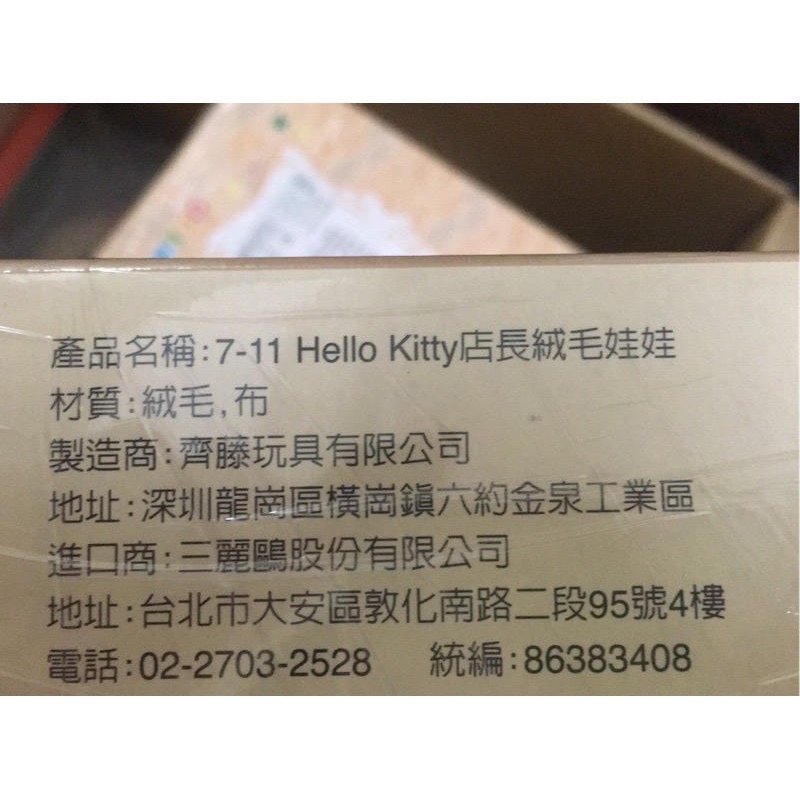 產品名稱:7-11 Hello Kitty店長絨毛娃娃
材質:絨毛,布
製造商:齊藤玩具有限公司
地址:深圳龍崗區橫崗鎮六約金泉工業區
進口商:三麗鷗股份有限公司
地址:台北市大安區敦化南路二段95號4樓
電話:02-2703-2528 統編:86383408